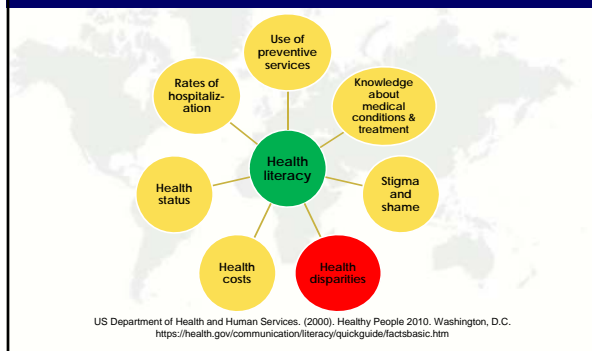 Use of
preventive
services
Knowledge
about
medical
conditions &
treatment
Stigma
and
shame
Health
disparities
Health
costs
Health
status
Rates of
hospitaliz-
ation
Health
literacy
US Department of Health and Human Services. (2000). Healthy People 2010. Washington, D.C.
https://health.gov/communication/literacy/quickguide/factsbasic.htm